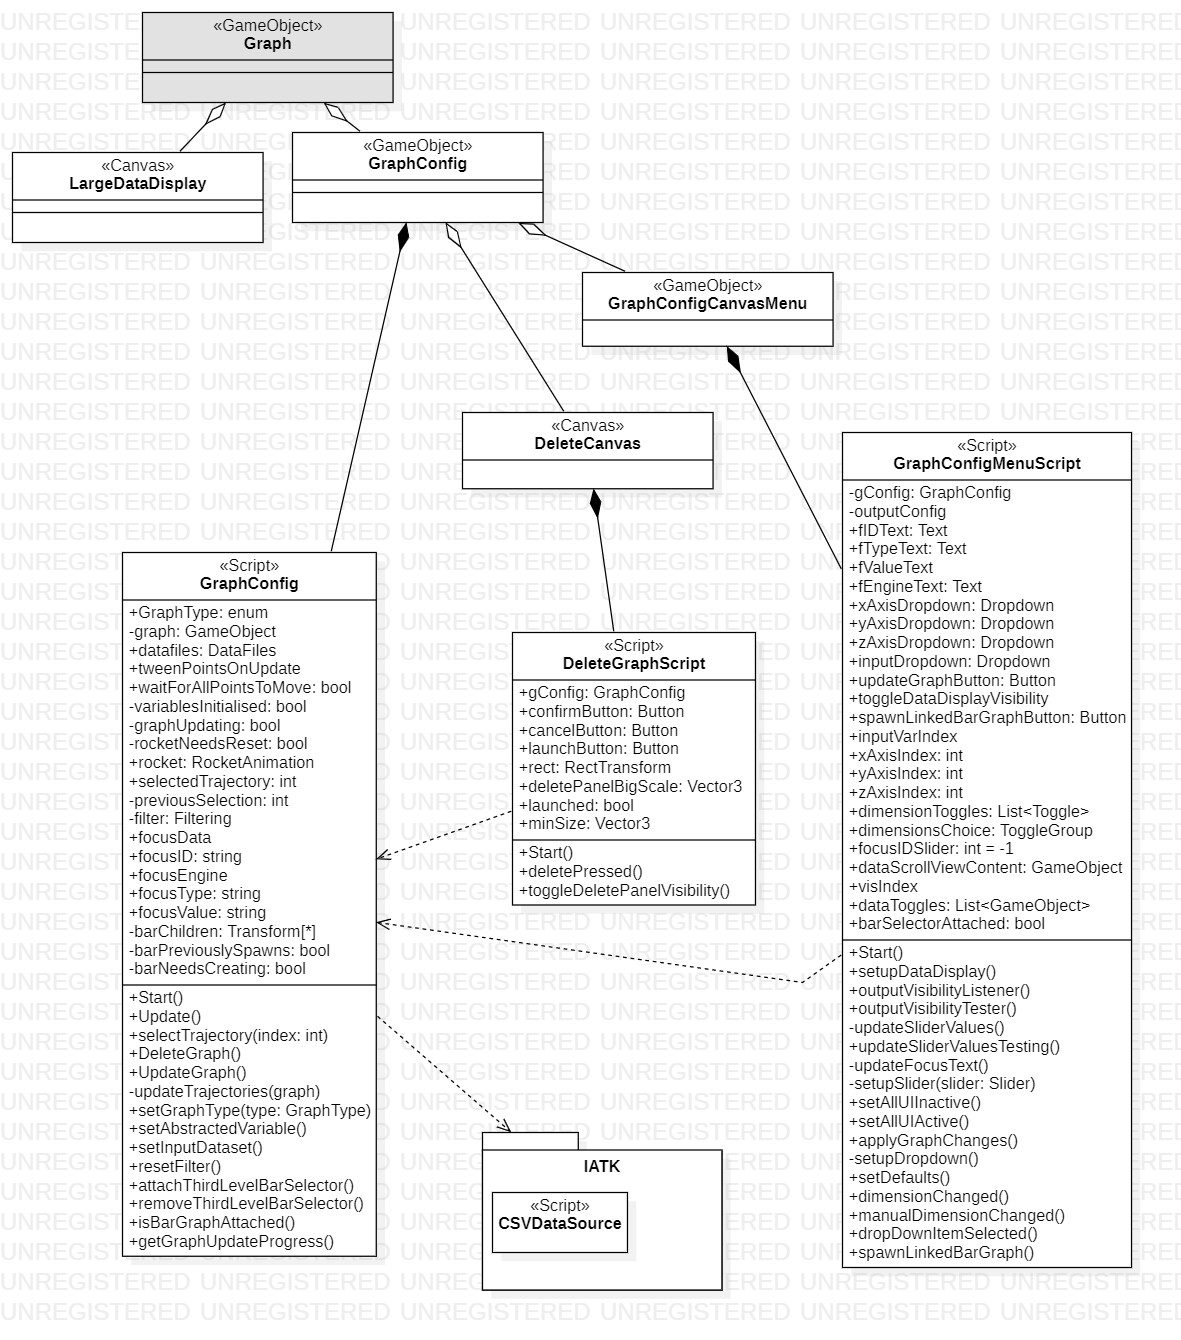 «GameObject»
Graph
«Canvas»
LargeDataDisplay
«GameObject»
GraphConfig
«GameObject»
GraphConfigCanvasMenu
«Canvas»
DeleteCanvas
«Script»
GraphConfig
+GraphType: enum
-graph: GameObject
+datafiles: DataFiles
+tweenPointsOnUpdate
+waitForAllPointsToMove: bool
-variablesInitialised: bool
-graphUpdating: bool
-rocketNeedsReset: bool
+rocket: RocketAnimation
+selectedTrajectory: int
-previousSelection: int
-filter: Filtering
+focusData
+focusID: string
+focusEngine
+focusType: string
+focusValue: string
-barChildren: Transform[*]
-barPreviouslySpawns: bool
-barNeedsCreating: bool
+Start()
+Update()
+selectTrajectory(index: int)
+DeleteGraph()
+UpdateGraph()
-updateTrajectories(graph)
+setGraphType(type: GraphType)
+setAbstractedVariable()
+setInputDataset()
+resetFilter()
+attachThirdLevelBarSelector()
+removeThirdLevelBarSelector()
+isBarGraphAttached()
+getGraphUpdateProgress()
«Script»
DeleteGraphScript
+gConfig: GraphConfig
+confirmButton: Button
+cancelButton: Button
+launchButton: Button
+rect: RectTransform
+deletePanelBigScale: Vector3
+launched: bool
+minSize: Vector3
+Start()
+deletePressed()
+toggleDeletePanelVisibility()
«Script»
GraphConfigMenuScript
-gConfig: GraphConfig
-outputConfig
+fIDText: Text
+fTypeText: Text
+fValueText
+fEngineText: Text
+xAxisDropdown: Dropdown
+yAxisDropdown: Dropdown
+zAxisDropdown: Dropdown
+inputDropdown: Dropdown
+updateGraphButton: Button
+toggleDataDisplayVisibility
+spawnLinkedBarGraphButton: Button
+inputVarIndex
+xAxisIndex: int
+yAxisIndex: int
+zAxisIndex: int
+dimensionToggles: List<Toggle>
+dimensionsChoice: ToggleGroup
+focusIDSlider: int = -1
+dataScrollViewContent: GameObject
+visIndex
+dataToggles: List<GameObject>
+barSelectorAttached: bool
+Start()
+setupDataDisplay()
+outputVisibilityListener()
+outputVisibilityTester()
-updateSliderValues()
+updateSliderValuesTesting()
-updateFocusText()
-setupSlider(slider: Slider)
+setAllUIInactive()
+setAllUIActive()
+applyGraphChanges()
-setupDropdown()
+setDefaults()
+dimensionChanged()
+manualDimensionChanged()
+dropDownItemSelected()
+spawnLinkedBarGraph()
IATK
«Script»
CSVDataSource
UNREGISTERED